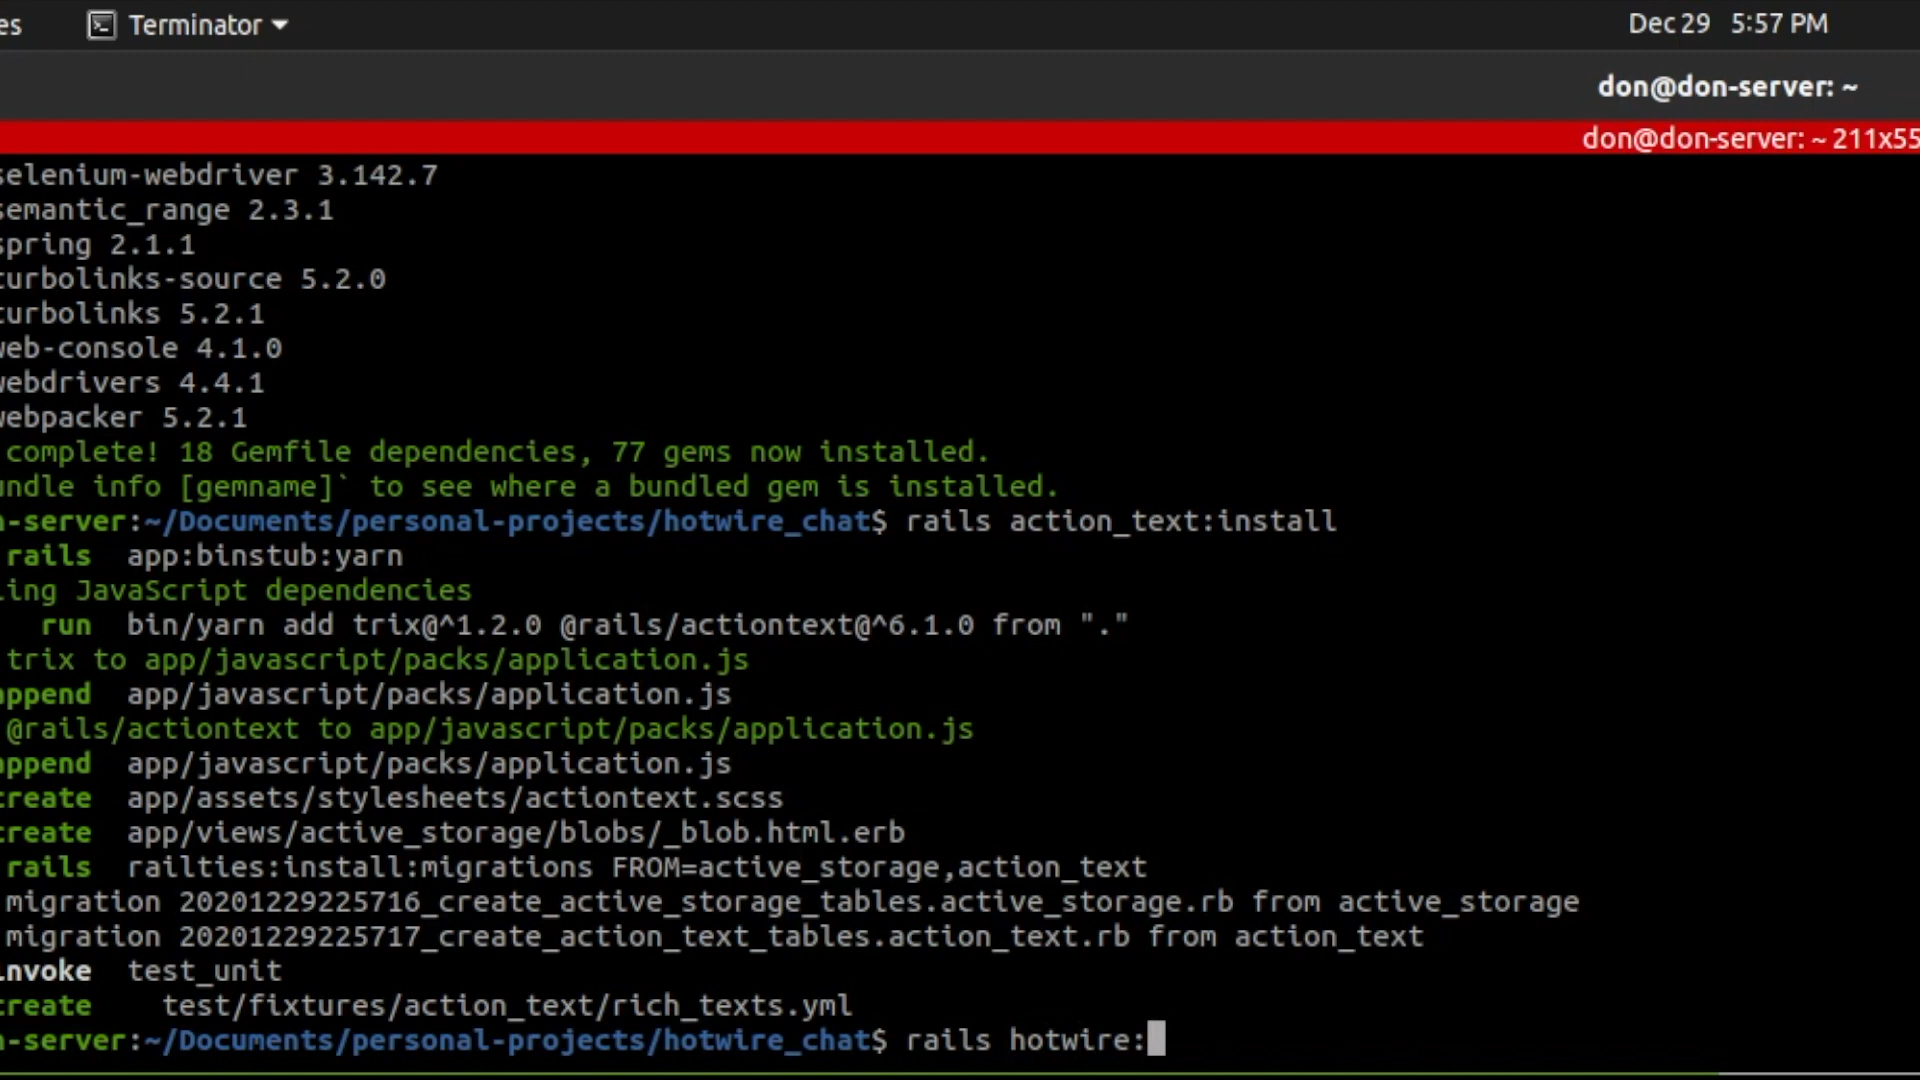 es Terminator Dec 29 5:57 PM
don@don-server: ~
don@don-server: ~ 211x55
selenium-webdriver 3.142.7
semantic_range 2.3.1
spring 2.1.1
turbolinks-source 5.2.0
turbolinks 5.2.1
web-console 4.1.0
webdrivers 4.4.1
webpacker 5.2.1
complete! 18 Gemfile dependencies, 77 gems now installed.
undle info [gemname]` to see where a bundled gem is installed.
n-server:~/Documents/personal-projects/hotwire_chat$ rails action_text:install
rails app:binstub:yarn
ling JavaScript dependencies
run bin/yarn add trix@^1.2.0 @rails/actiontext@^6.1.0 from "."
trix to app/javascript/packs/application.js
append app/javascript/packs/application.js
@rails/actiontext to app/javascript/packs/application.js
append app/javascript/packs/application.js
create app/assets/stylesheets/actiontext.scss
create app/views/active_storage/blobs/_blob.html.erb
rails railties:install:migrations FROM=active_storage,action_text
migration 20201229225716_create_active_storage_tables.active_storage.rb from active_storage
migration 20201229225717_create_action_text_tables.action_text.rb from action_text
invoke test_unit
create test/fixtures/action_text/rich_texts.yml
n-server:~/Documents/personal-projects/hotwire_chat$ rails hotwire: